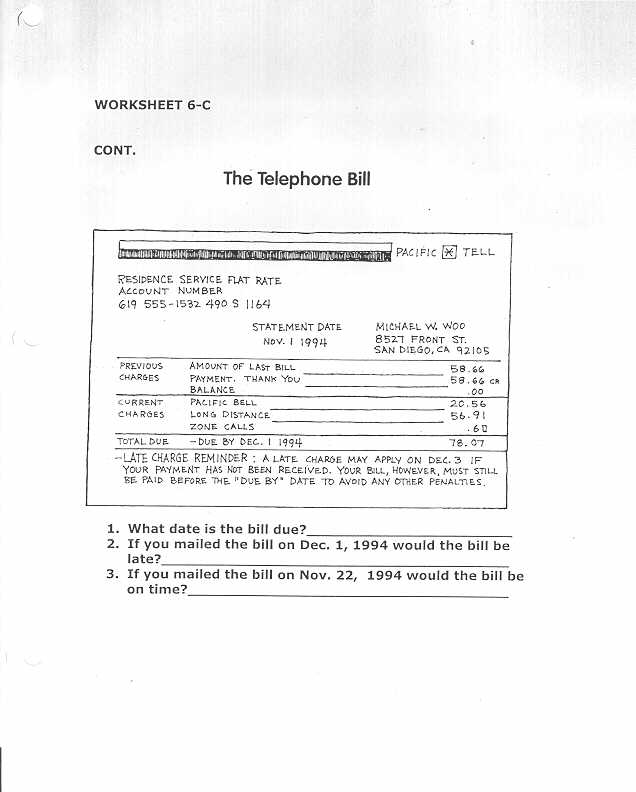 WORKSHEET 6-C
CONT.
The Telephone Bill
PACIFIC TELL
RESIDENCE SERVICE FLAT RATE
ACCOUNT NUMBER
619 555-1532 490 S 1164
STATEMENT DATE
NOV. 1 1994
MICHAEL W. WOO
8527 FRONT ST.
SAN DIEGO, CA 92105
PREVIOUS CHARGES
AMOUNT OF LAST BILL 58.66
PAYMENT. THANK YOU 58.66 CR
BALANCE .00
CURRENT CHARGES
PACIFIC BELL 20.56
LONG DISTANCE 56.91
ZONE CALLS .60
TOTAL DUE -DUE BY DEC. 1 1994 78.07
-LATE CHARGE REMINDER: A LATE CHARGE MAY APPLY ON DEC. 3 IF
YOUR PAYMENT HAS NOT BEEN RECEIVED. YOUR BILL, HOWEVER, MUST STILL
BE PAID BEFORE THE "DUE BY" DATE TO AVOID ANY OTHER PENALTIES.
1. What date is the bill due?
2. If you mailed the bill on Dec. 1, 1994 would the bill be
late?
3. If you mailed the bill on Nov. 22, 1994 would the bill be
on time?